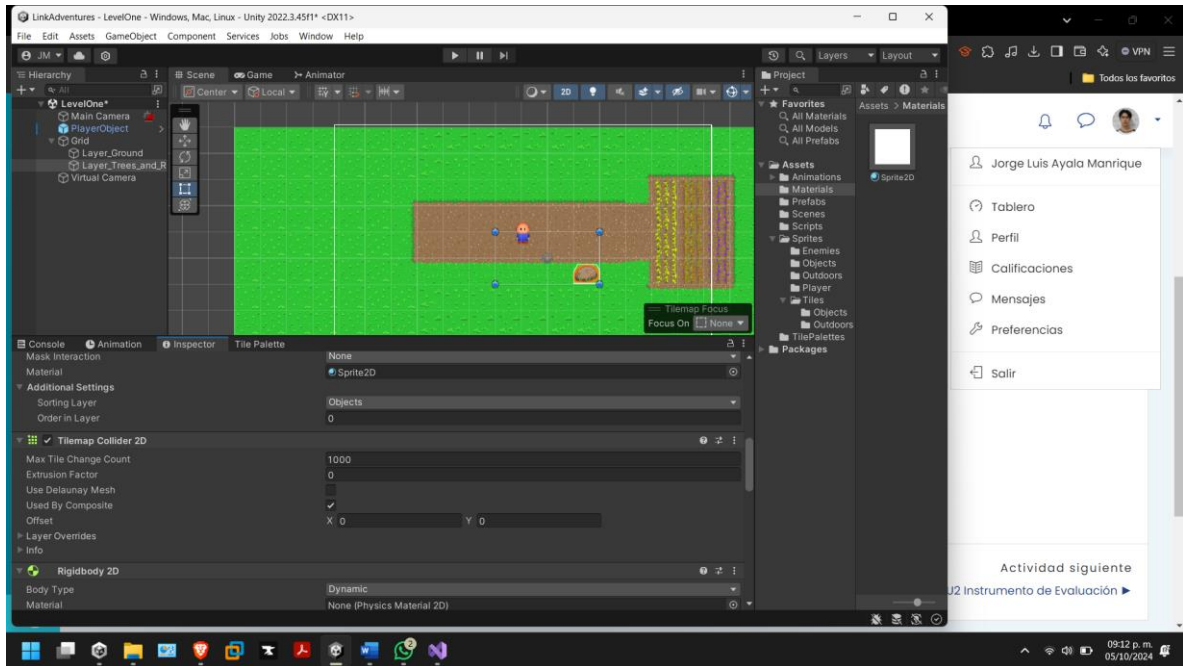 LinkAdventures - LevelOne - Windows, Mac, Linux - Unity 2022.3.45f1* <DX11>
File Edit Assets GameObject Component Services Jobs Window Help
JM
Layers
Layout
VPN
Todos los favoritos
Hierarchy
All
LevelOne*
Main Camera
PlayerObject
Grid
Layer_Ground
Layer_Trees_and_R
Virtual Camera
Scene
Game
Animator
Center
Local
2D
Tilemap Focus
Focus On
None
Project
Favorites
All Materials
All Models
All Prefabs
Assets
Animations
Materials
Prefabs
Scenes
Scripts
Sprites
Enemies
Objects
Outdoors
Player
Tiles
Objects
Outdoors
TilePalettes
Packages
Assets > Materials
Sprite2D
Console
Animation
Inspector
Tile Palette
Mask Interaction None
Material Sprite2D
Additional Settings
Sorting Layer Objects
Order in Layer 0
Tilemap Collider 2D
Max Tile Change Count 1000
Extrusion Factor 0
Use Delaunay Mesh
Used By Composite
Offset X 0 Y 0
Layer Overrides
Info
Rigidbody 2D
Body Type Dynamic
Material None (Physics Material 2D)
Jorge Luis Ayala Manrique
Tablero
Perfil
Calificaciones
Mensajes
Preferencias
Salir
Actividad siguiente
U2 Instrumento de Evaluación ►
2
09:12 p. m.
05/10/2024